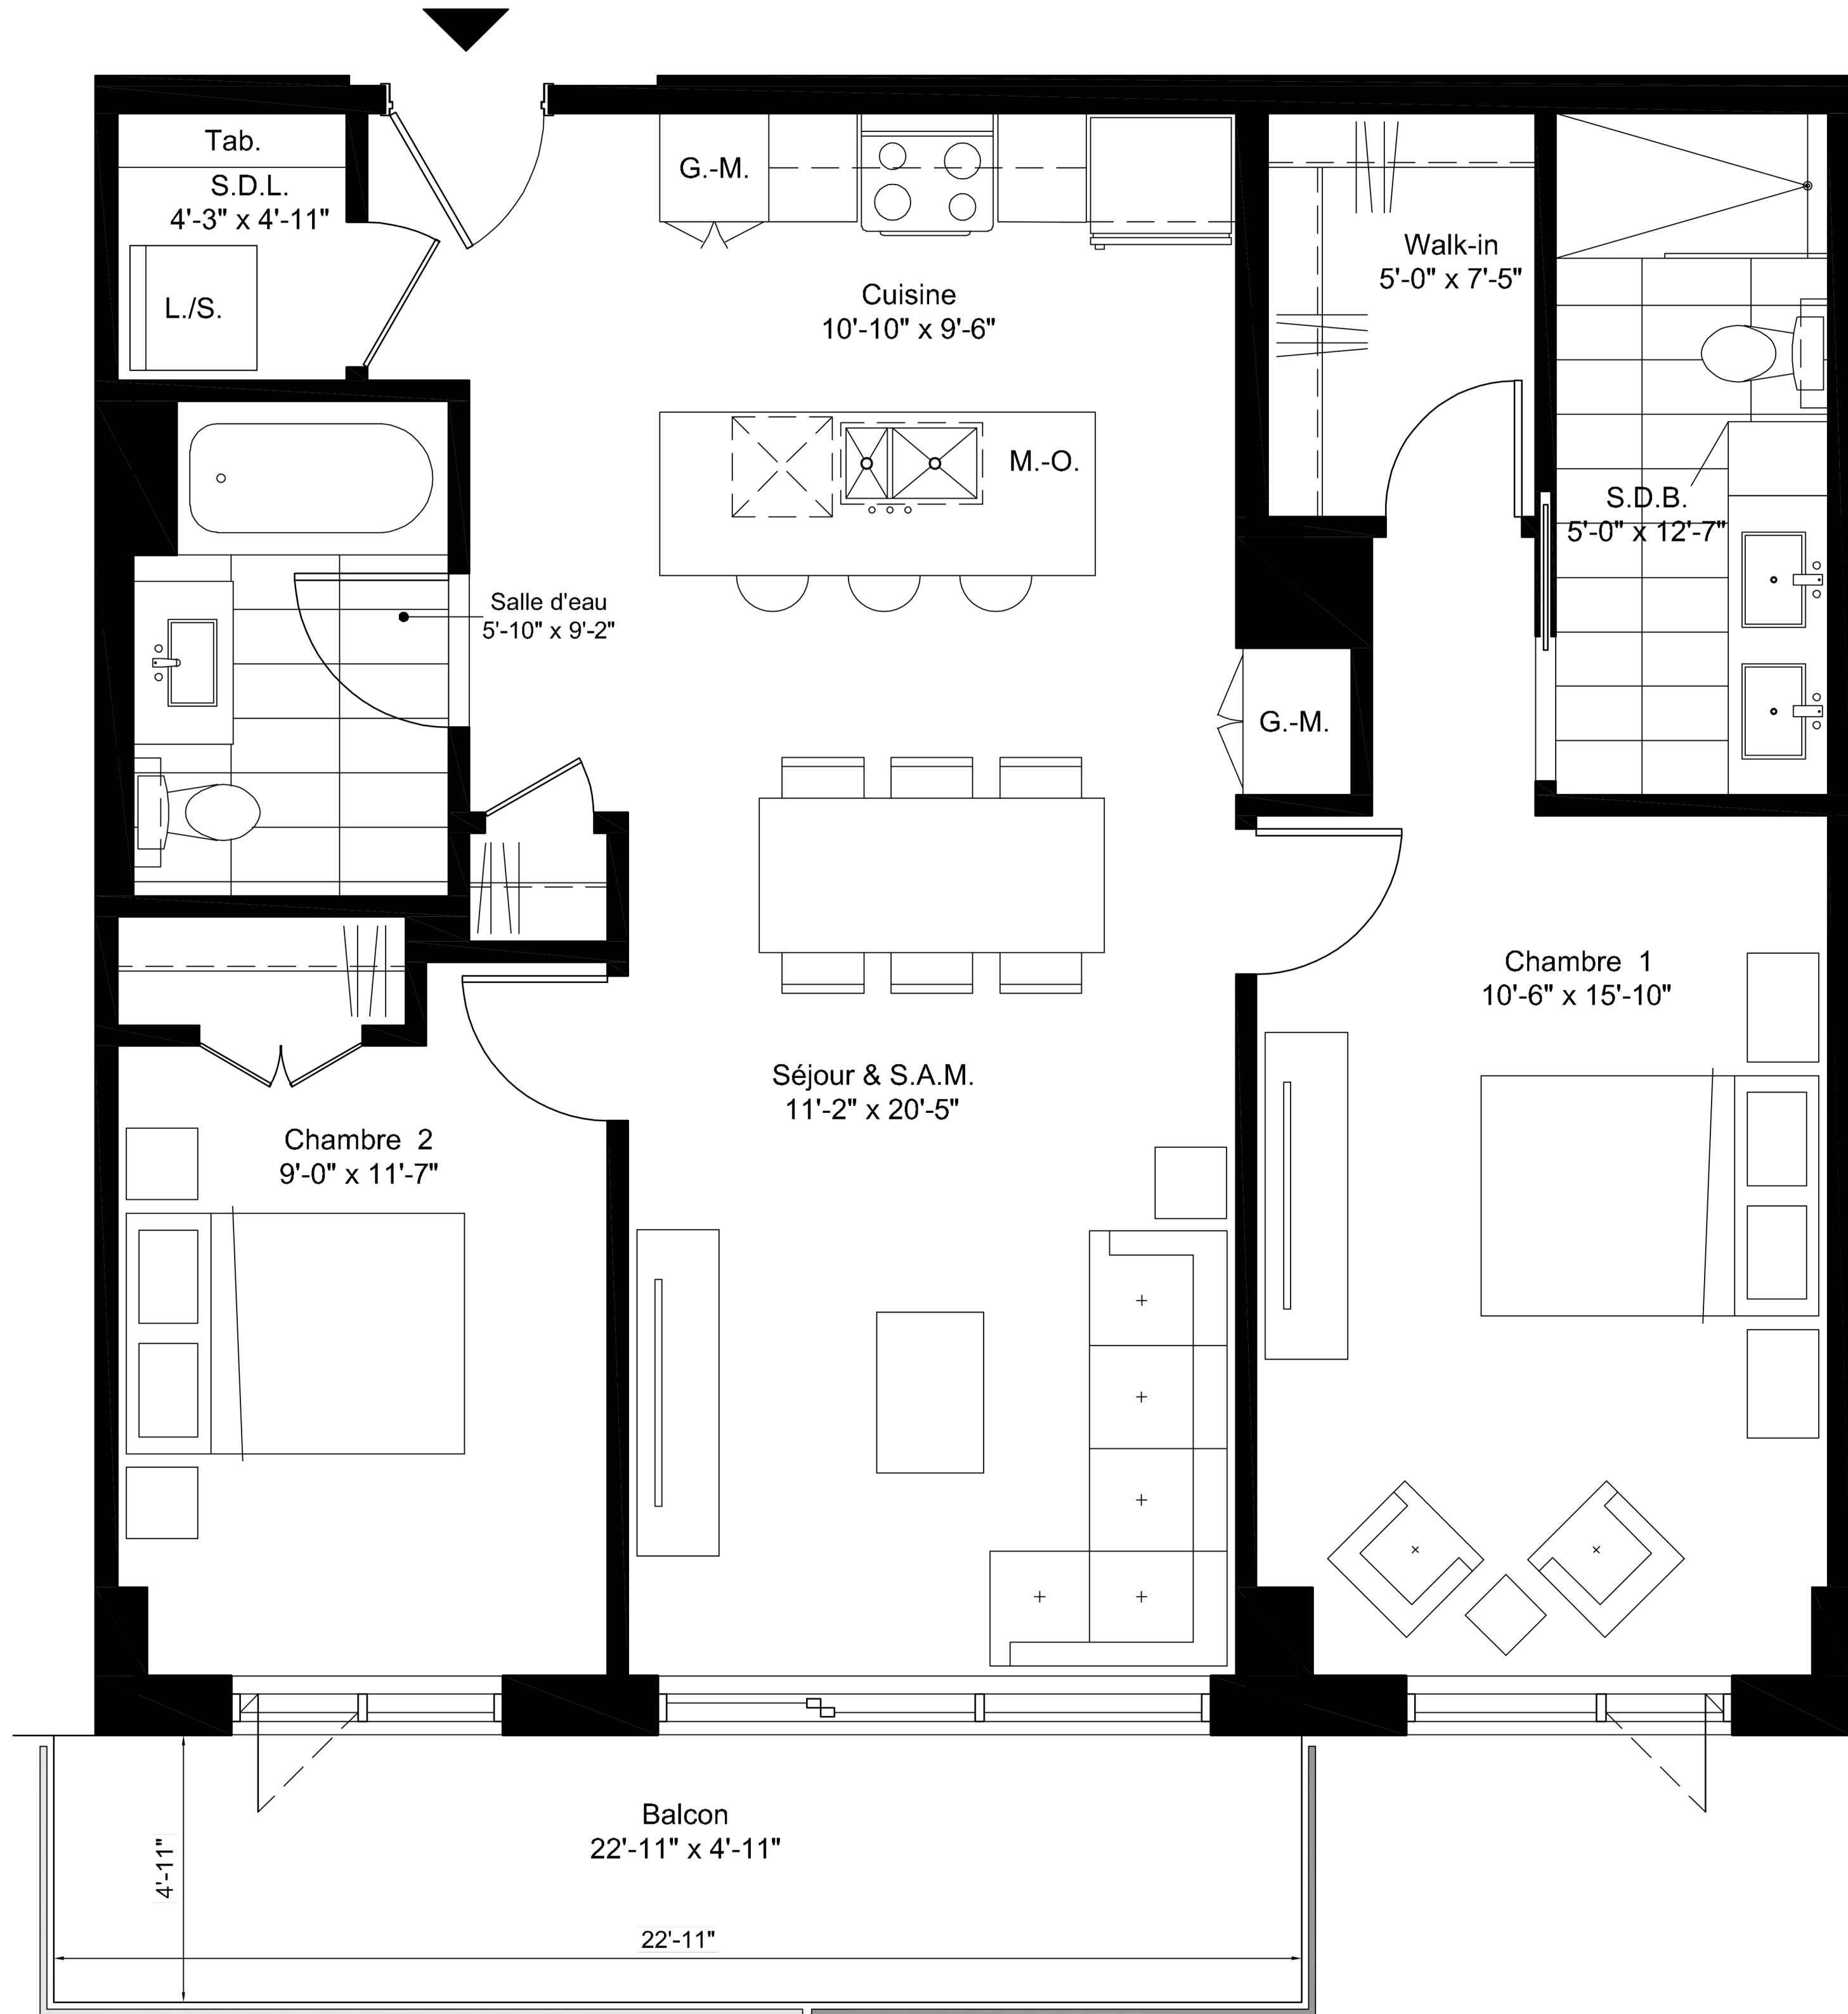 Tab.
S.D.L.
4'-3" x 4'-11"
L./S.
G.-M.
Cuisine
10'-10" x 9'-6"
Walk-in
5'-0" x 7'-5"
M.-O.
S.D.B.
5'-0" x 12'-7"
Salle d'eau
5'-10" x 9'-2"
G.-M.
Chambre 1
10'-6" x 15'-10"
Séjour & S.A.M.
11'-2" x 20'-5"
Chambre 2
9'-0" x 11'-7"
Balcon
22'-11" x 4'-11"
4'-11"
22'-11"